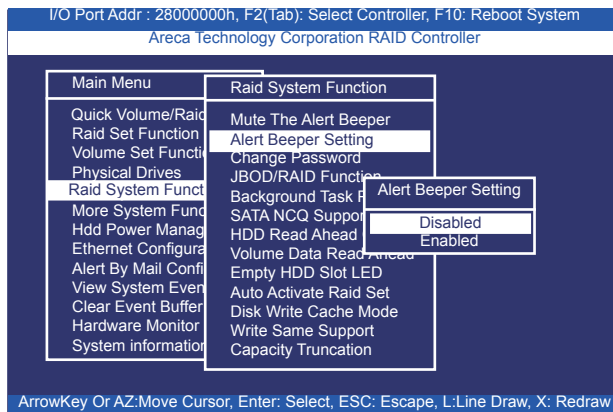 I/O Port Addr : 28000000h, F2(Tab): Select Controller, F10: Reboot System
Areca Technology Corporation RAID Controller
Main Menu
Quick Volume/Raid
Raid Set Function
Volume Set Functi
Physical Drives
Raid System Funct
More System Func
Hdd Power Manag
Ethernet Configura
Alert By Mail Confi
View System Even
Clear Event Buffer
Hardware Monitor
System information
Raid System Function
Mute The Alert Beeper
Alert Beeper Setting
Change Password
JBOD/RAID Function
Background Task
SATA NCQ Suppor
HDD Read Ahead
Volume Data Read Ahead
Empty HDD Slot LED
Auto Activate Raid Set
Disk Write Cache Mode
Write Same Support
Capacity Truncation
Alert Beeper Setting
Disabled
Enabled
ArrowKey Or AZ:Move Cursor, Enter: Select, ESC: Escape, L:Line Draw, X: Redraw